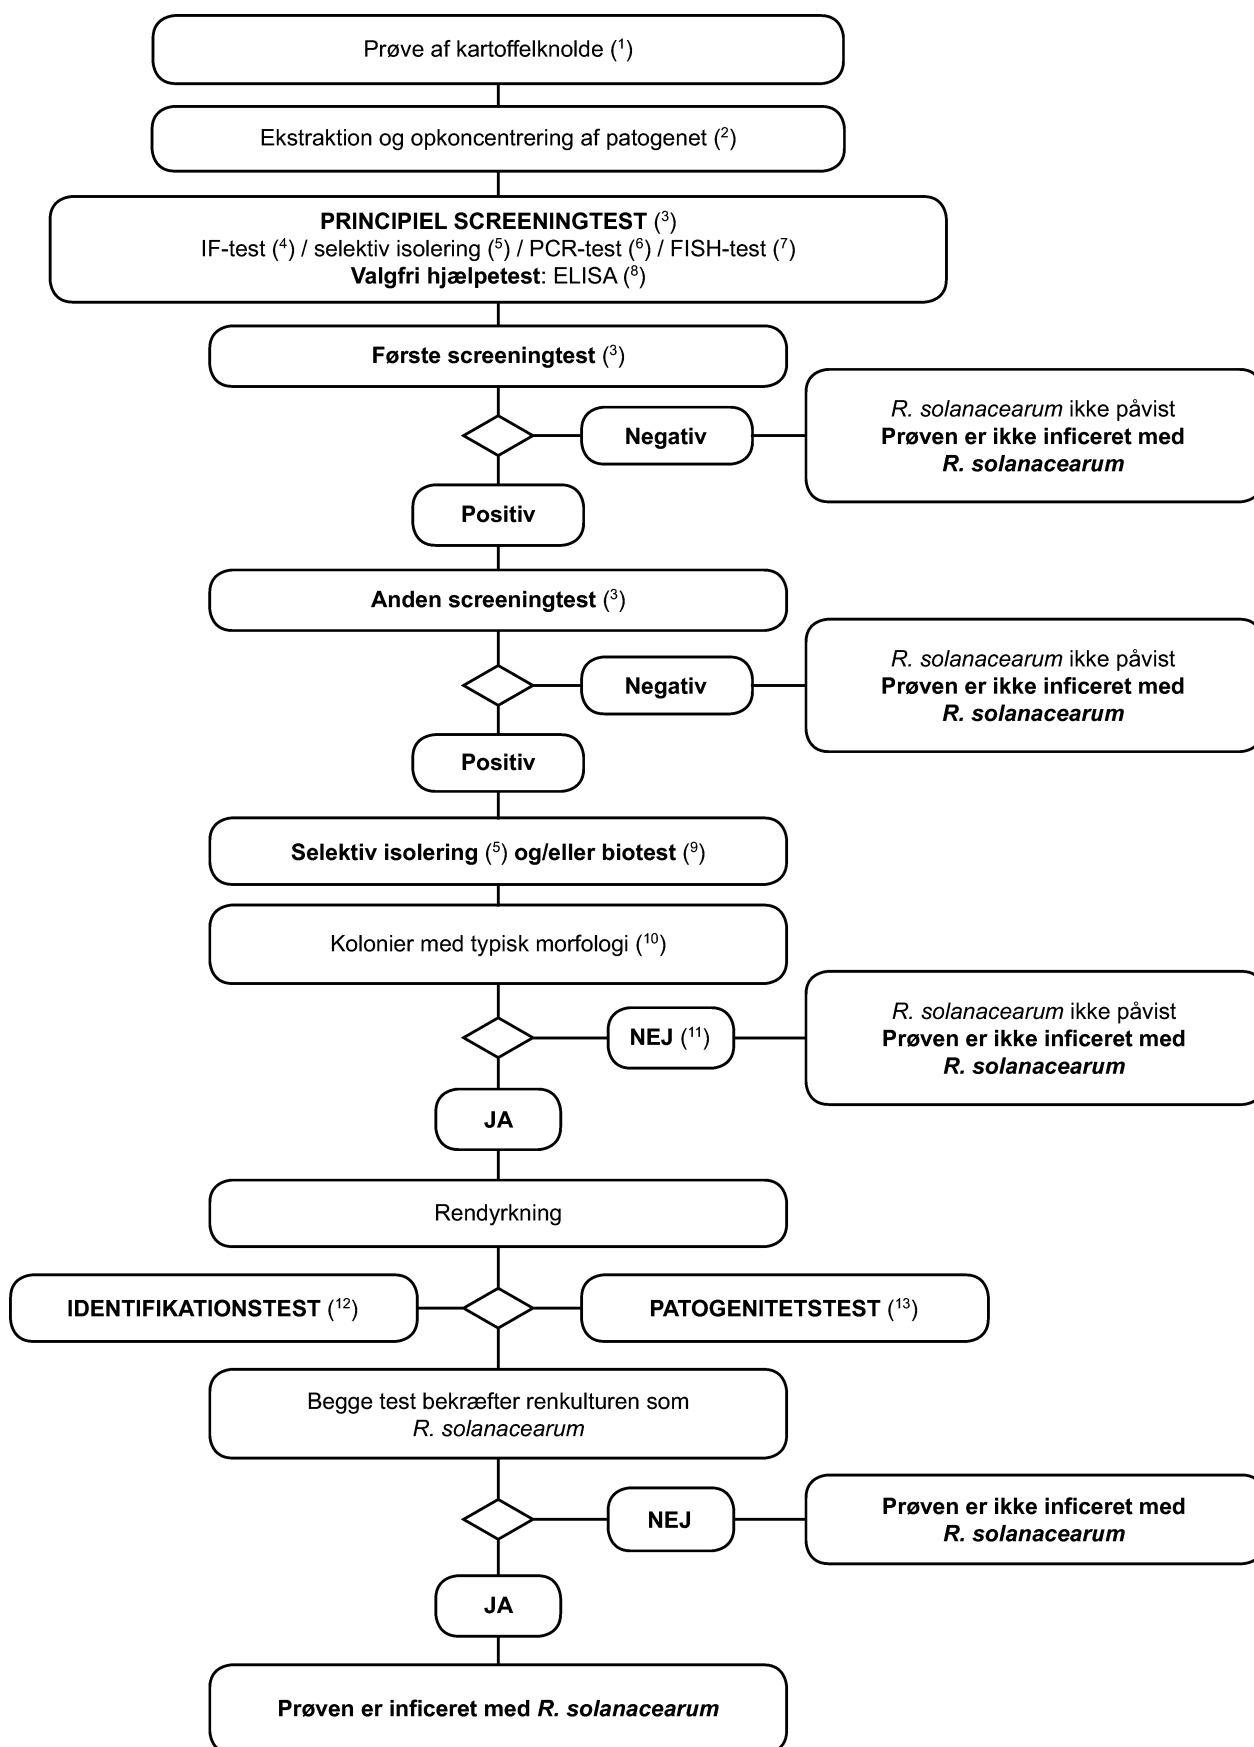 Prøve af kartoffelknolde (¹)
Ekstraktion og opkoncentrering af patogenet (²)
PRINCIPIEL SCREENINGTEST (³)
IF-test (⁴) / selektiv isolering (⁵) / PCR-test (⁶) / FISH-test (⁷)
Valgfri hjælpetest: ELISA (⁸)
Første screeningtest (³)
Negativ
R. solanacearum ikke påvist
Prøven er ikke inficeret med
R. solanacearum
Positiv
Anden screeningtest (³)
Negativ
R. solanacearum ikke påvist
Prøven er ikke inficeret med
R. solanacearum
Positiv
Selektiv isolering (⁵) og/eller biotest (⁹)
Kolonier med typisk morfologi (¹⁰)
NEJ (¹¹)
R. solanacearum ikke påvist
Prøven er ikke inficeret med
R. solanacearum
JA
Rendyrkning
IDENTIFIKATIONSTEST (¹²)
PATOGENITETSTEST (¹³)
Begge test bekræfter renkulturen som
R. solanacearum
NEJ
Prøven er ikke inficeret med
R. solanacearum
JA
Prøven er inficeret med R. solanacearum